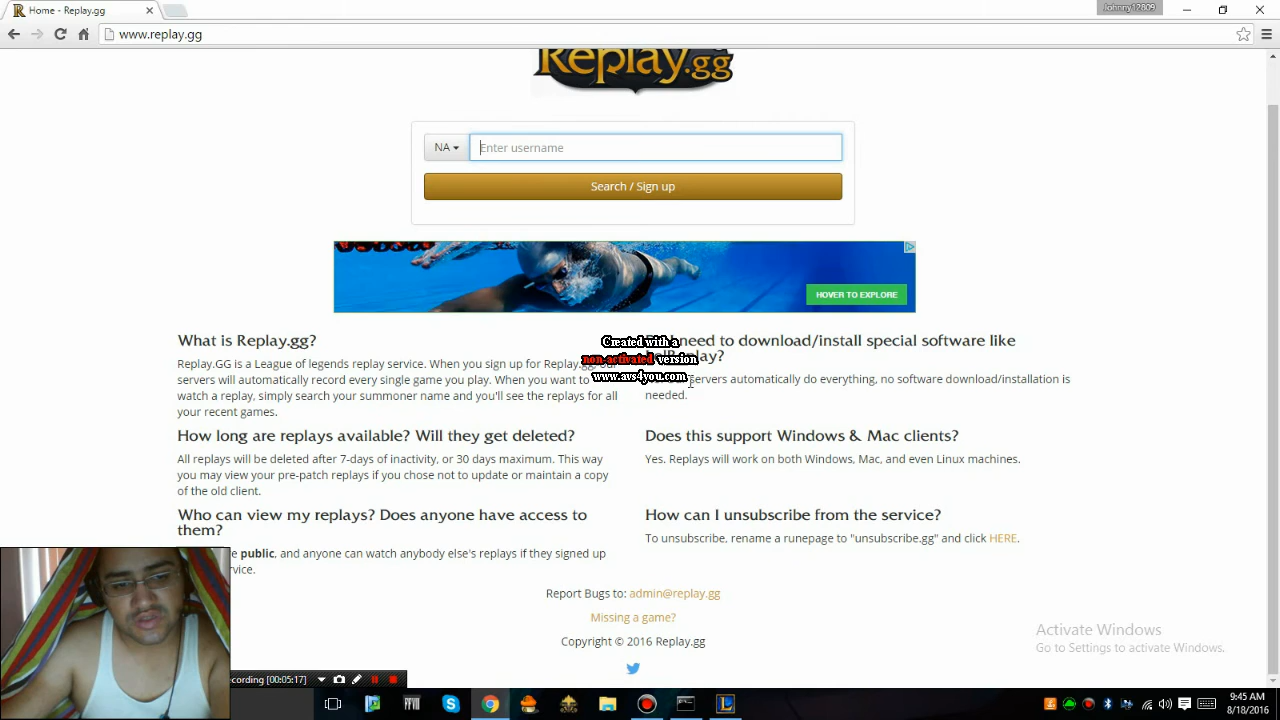 Home - Replay.gg
Johnny12809
www.replay.gg
Replay.gg
NA
Enter username
Search / Sign up
HOVER TO EXPLORE
What is Replay.gg?
Replay.GG is a League of legends replay service. When you sign up for Replay.gg, our
servers will automatically record every single game you play. When you want to
watch a replay, simply search your summoner name and you'll see the replays for all
your recent games.
need to download/install special software like
Replay?
servers automatically do everything, no software download/installation is
needed.
Created with a
non-activated version
www.avs4you.com
How long are replays available? Will they get deleted?
All replays will be deleted after 7-days of inactivity, or 30 days maximum. This way
you may view your pre-patch replays if you chose not to update or maintain a copy
of the old client.
Does this support Windows & Mac clients?
Yes. Replays will work on both Windows, Mac, and even Linux machines.
Who can view my replays? Does anyone have access to
them?
public, and anyone can watch anybody else's replays if they signed up
How can I unsubscribe from the service?
To unsubscribe, rename a runepage to "unsubscribe.gg" and click HERE.
Report Bugs to: admin@replay.gg
Missing a game?
Copyright © 2016 Replay.gg
Activate Windows
Go to Settings to activate Windows.
ecording [00:05:17]
9:45 AM
8/18/2016